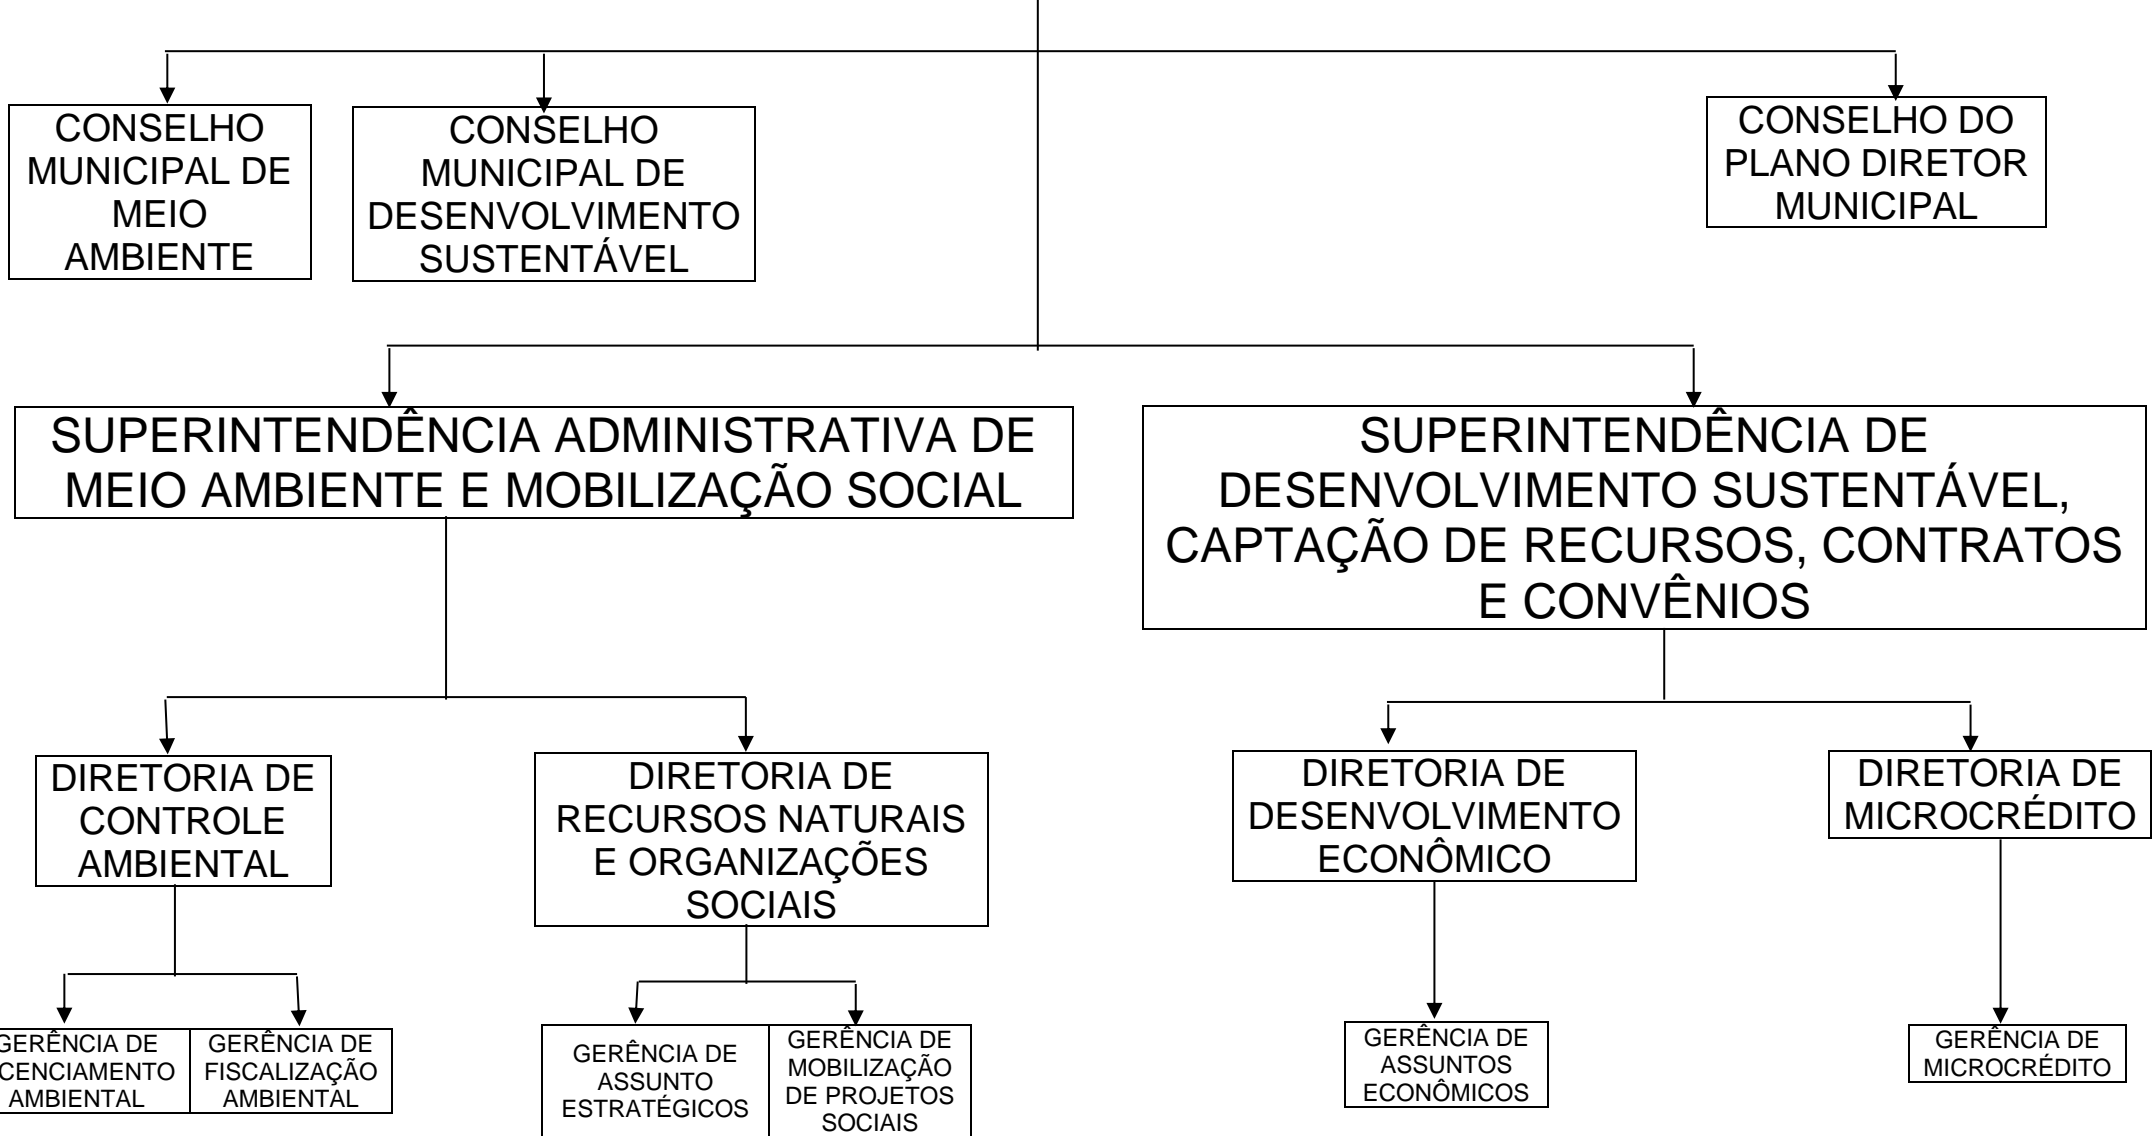 CONSELHO
MUNICIPAL DE
MEIO
AMBIENTE
CONSELHO
MUNICIPAL DE
DESENVOLVIMENTO
SUSTENTÁVEL
CONSELHO DO
PLANO DIRETOR
MUNICIPAL
SUPERINTENDÊNCIA ADMINISTRATIVA DE
MEIO AMBIENTE E MOBILIZAÇÃO SOCIAL
SUPERINTENDÊNCIA DE
DESENVOLVIMENTO SUSTENTÁVEL,
CAPTAÇÃO DE RECURSOS, CONTRATOS
E CONVÊNIOS
DIRETORIA DE
CONTROLE
AMBIENTAL
DIRETORIA DE
RECURSOS NATURAIS
E ORGANIZAÇÕES
SOCIAIS
DIRETORIA DE
DESENVOLVIMENTO
ECONÔMICO
DIRETORIA DE
MICROCRÉDITO
GERÊNCIA DE
CENCIAMENTO
AMBIENTAL
GERÊNCIA DE
FISCALIZAÇÃO
AMBIENTAL
GERÊNCIA DE
ASSUNTO
ESTRATÉGICOS
GERÊNCIA DE
MOBILIZAÇÃO
DE PROJETOS
SOCIAIS
GERÊNCIA DE
ASSUNTOS
ECONÔMICOS
GERÊNCIA DE
MICROCRÉDITO